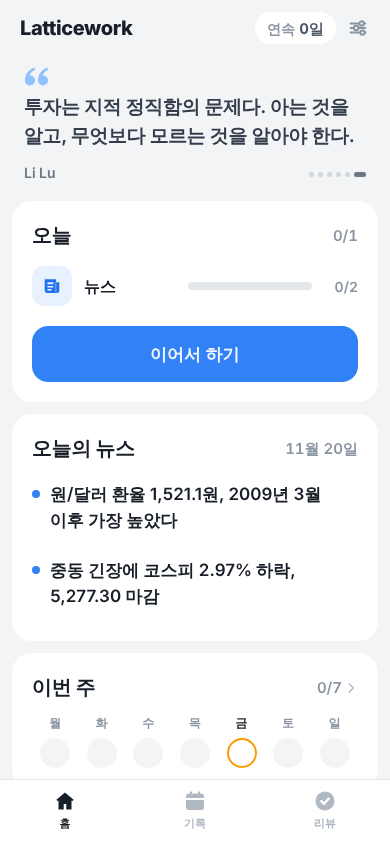 Latticework
연속 0일
“
투자는 지적 정직함의 문제다. 아는 것을
알고, 무엇보다 모르는 것을 알아야 한다.
Li Lu
오늘 0/1
뉴스 0/2
이어서 하기
오늘의 뉴스 11월 20일
원/달러 환율 1,521.1원, 2009년 3월
이후 가장 높았다
중동 긴장에 코스피 2.97% 하락,
5,277.30 마감
이번 주 0/7
월 화 수 목 금 토 일
홈 기록 리뷰